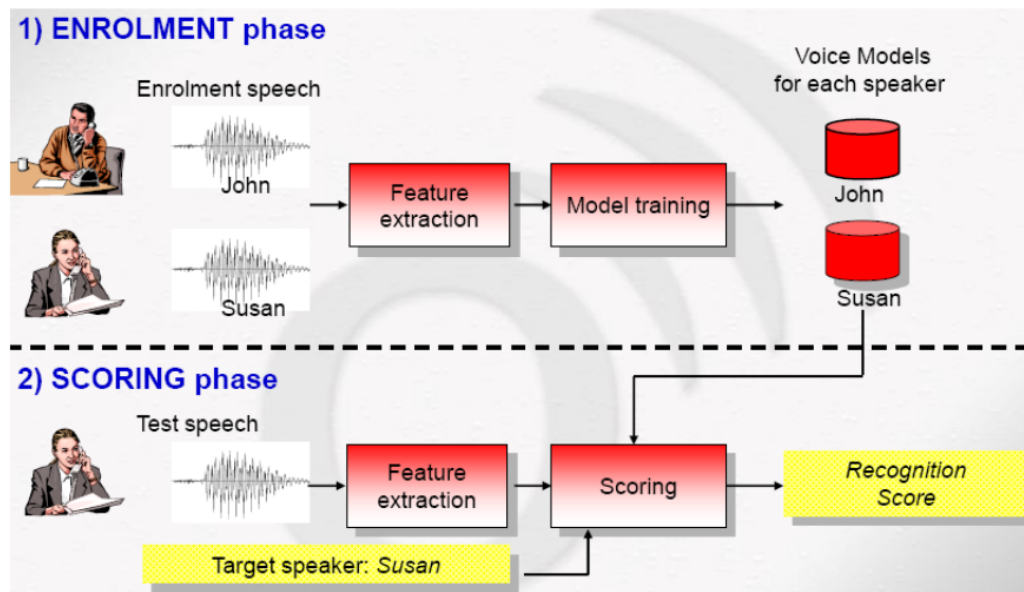 1) ENROLMENT phase
Enrolment speech
John
Susan
Feature
extraction
Model training
Voice Models
for each speaker
John
Susan
2) SCORING phase
Test speech
Feature
extraction
Scoring
Recognition
Score
Target speaker: Susan